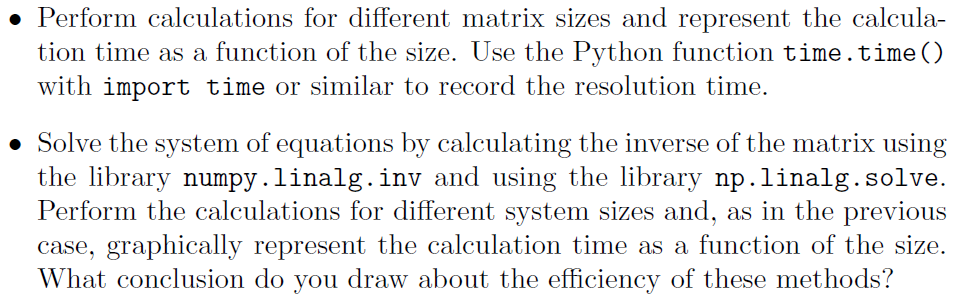 • Perform calculations for different matrix sizes and represent the calcula-
tion time as a function of the size. Use the Python function time.time()
with import time or similar to record the resolution time.
• Solve the system of equations by calculating the inverse of the matrix using
the library numpy.linalg.inv and using the library np.linalg.solve.
Perform the calculations for different system sizes and, as in the previous
case, graphically represent the calculation time as a function of the size.
What conclusion do you draw about the efficiency of these methods?